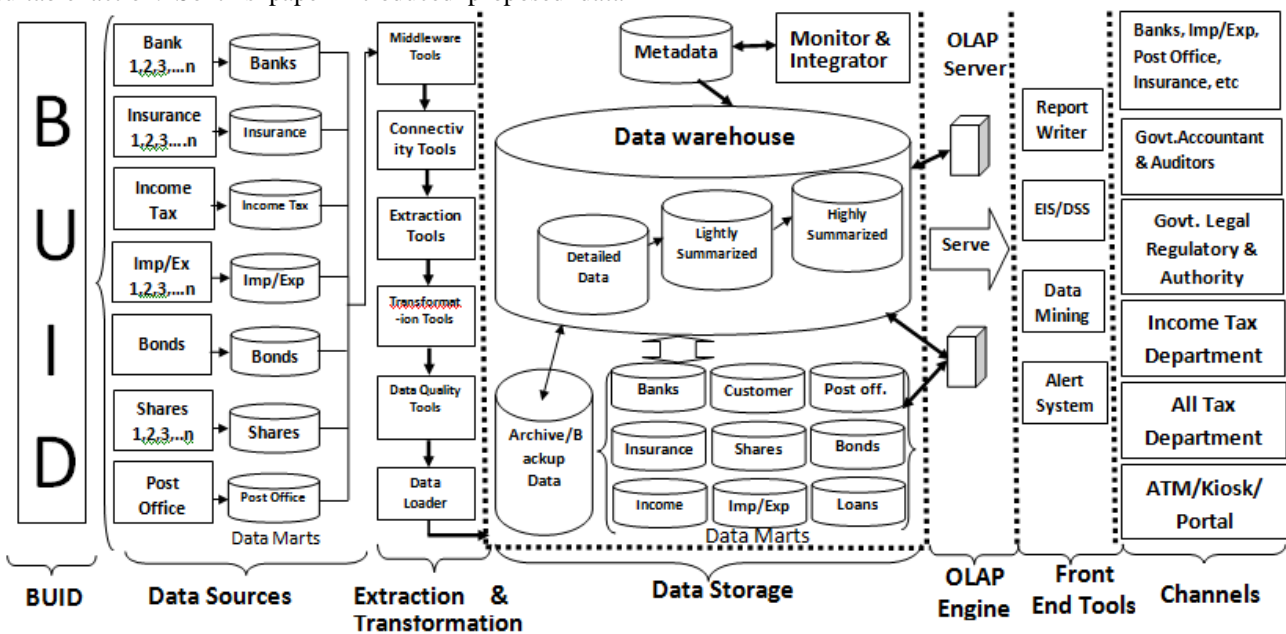 B
U
I
D
Bank
1,2,3,....n
Banks
Insurance
1,2,3,....n
Insurance
Income
Tax
Income Tax
Imp/Ex
1,2,3,...n
Imp/Exp
Bonds
Bonds
Shares
1,2,3,..n
Shares
Post
Office
Post Office
Data Marts
Middleware
Tools
Connectiv
ity Tools
Extraction
Tools
Transformat
-ion Tools
Data Quality
Tools
Data
Loader
Metadata
Monitor &
Integrator
Data warehouse
Detailed
Data
Lightly
Summarized
Highly
Summarized
Archive/B
ackup
Data
Banks
Customer
Post off.
Insurance
Shares
Bonds
Income
Imp/Exp
Loans
Data Marts
OLAP
Server
Serve
Report
Writer
EIS/DSS
Data
Mining
Alert
System
Banks, Imp/Exp,
Post Office,
Insurance, etc
Govt.Accountant
& Auditors
Govt. Legal
Regulatory &
Authority
Income Tax
Department
All Tax
Department
ATM/Kiosk/
Portal
BUID
Data Sources
Extraction &
Transformation
Data Storage
OLAP
Engine
Front
End Tools
Channels